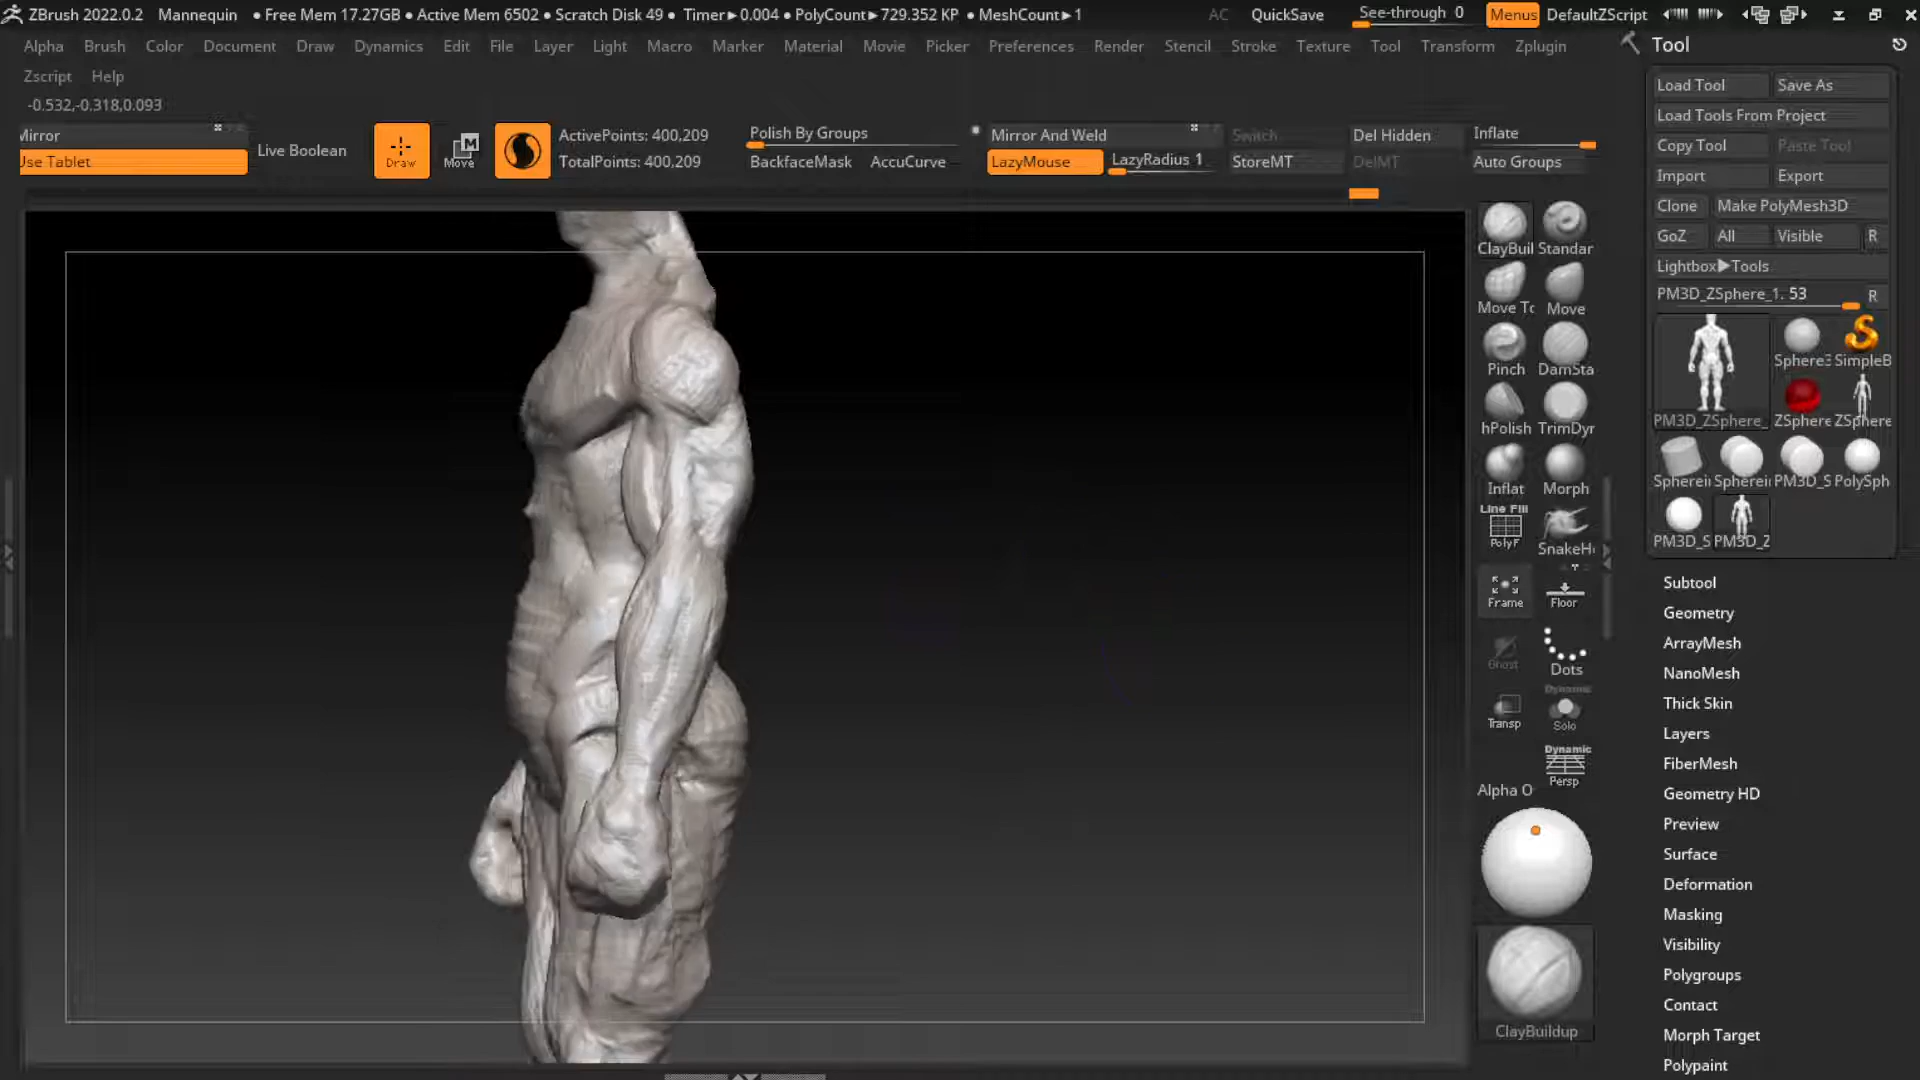 ZBrush 2022.0.2 Mannequin • Free Mem 17.27GB • Active Mem 6502 • Scratch Disk 49 • Timer▶0.004 • PolyCount▶729.352 KP • MeshCount▶1 AC QuickSave See-through 0 Menus DefaultZScript
Alpha Brush Color Document Draw Dynamics Edit File Layer Light Macro Marker Material Movie Picker Preferences Render Stencil Stroke Texture Tool Transform Zplugin
Tool
Zscript Help
-0.532,-0.318,0.093
Mirror
Use Tablet
Live Boolean
Draw
Move
M
ActivePoints: 400,209
TotalPoints: 400,209
Polish By Groups
BackfaceMask AccuCurve
Mirror And Weld
LazyMouse LazyRadius 1
Switch
StoreMT
Del Hidden
DelMT
Inflate
Auto Groups
ClayBuil Standar
Move To Move
Pinch DamSta
hPolish TrimDyr
Inflat Morph
Line Fill
PolyF
SnakeH
Frame Floor
Ghost
Dots
Dynamic
Transp Solo
Dynamic
Persp
Alpha O
ClayBuildup
Load Tool Save As
Load Tools From Project
Copy Tool Paste Tool
Import Export
Clone Make PolyMesh3D
GoZ All Visible R
Lightbox▶Tools
PM3D_ZSphere_1. 53 R
Sphere3 SimpleB
PM3D_ZSphere_ ZSphere ZSphere
Spherei Spherei PM3D_S PolySph
PM3D_S PM3D_Z
Subtool
Geometry
ArrayMesh
NanoMesh
Thick Skin
Layers
FiberMesh
Geometry HD
Preview
Surface
Deformation
Masking
Visibility
Polygroups
Contact
Morph Target
Polypaint